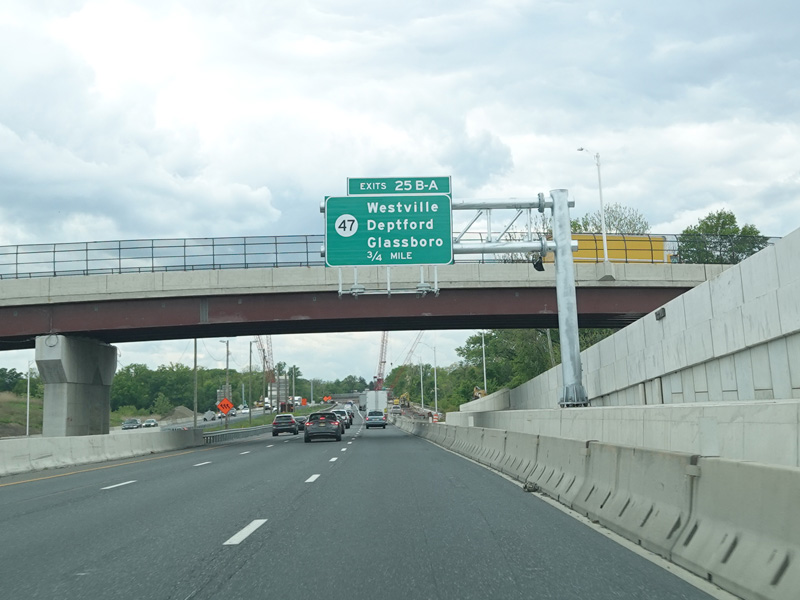 EXITS 25 B-A
47
Westville
Deptford
Glassboro
3/4 MILE